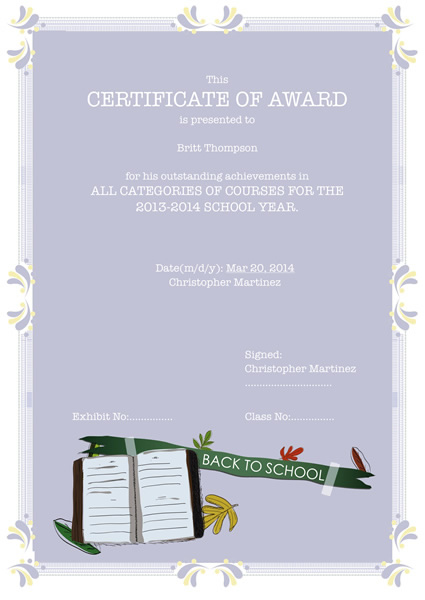 This
CERTIFICATE OF AWARD
is presented to
Britt Thompson
for his outstanding achievements in
ALL CATEGORIES OF COURSES FOR THE
2013-2014 SCHOOL YEAR.
Date(m/d/y): Mar 20, 2014
Christopher Martinez
Signed:
Christopher Martinez
..............................
Exhibit No:...............
Class No:...............
BACK TO SCHOOL